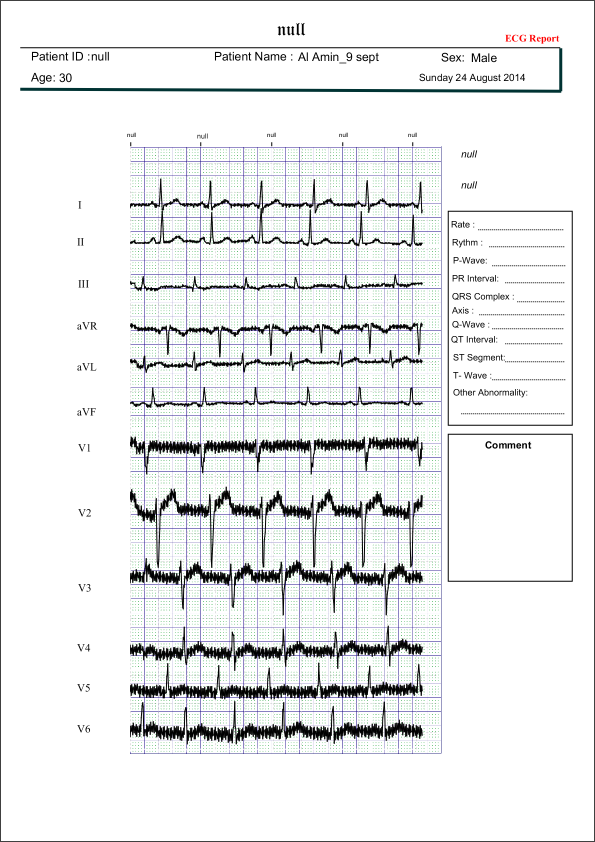 null
ECG Report
Patient ID :null Patient Name : Al Amin_9 sept Sex: Male
Age: 30 Sunday 24 August 2014
null null null null null
null
null
I
II
III
aVR
aVL
aVF
V1
V2
V3
V4
V5
V6
Rate :
Rythm :
P-Wave:
PR Interval:
QRS Complex :
Axis :
Q-Wave :
QT Interval:
ST Segment:
T- Wave :
Other Abnormality:
Comment